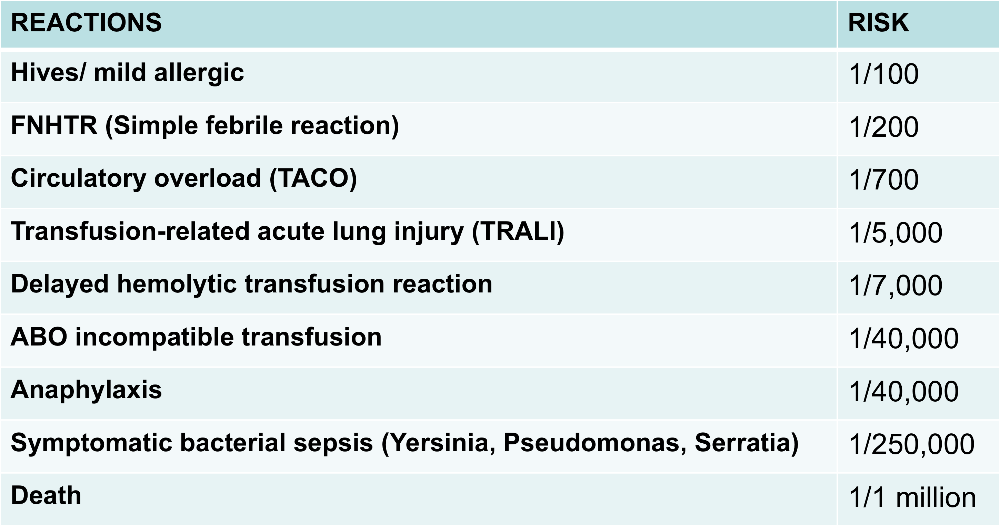 REACTIONS RISK
Hives/ mild allergic 1/100
FNHTR (Simple febrile reaction) 1/200
Circulatory overload (TACO) 1/700
Transfusion-related acute lung injury (TRALI) 1/5,000
Delayed hemolytic transfusion reaction 1/7,000
ABO incompatible transfusion 1/40,000
Anaphylaxis 1/40,000
Symptomatic bacterial sepsis (Yersinia, Pseudomonas, Serratia) 1/250,000
Death 1/1 million